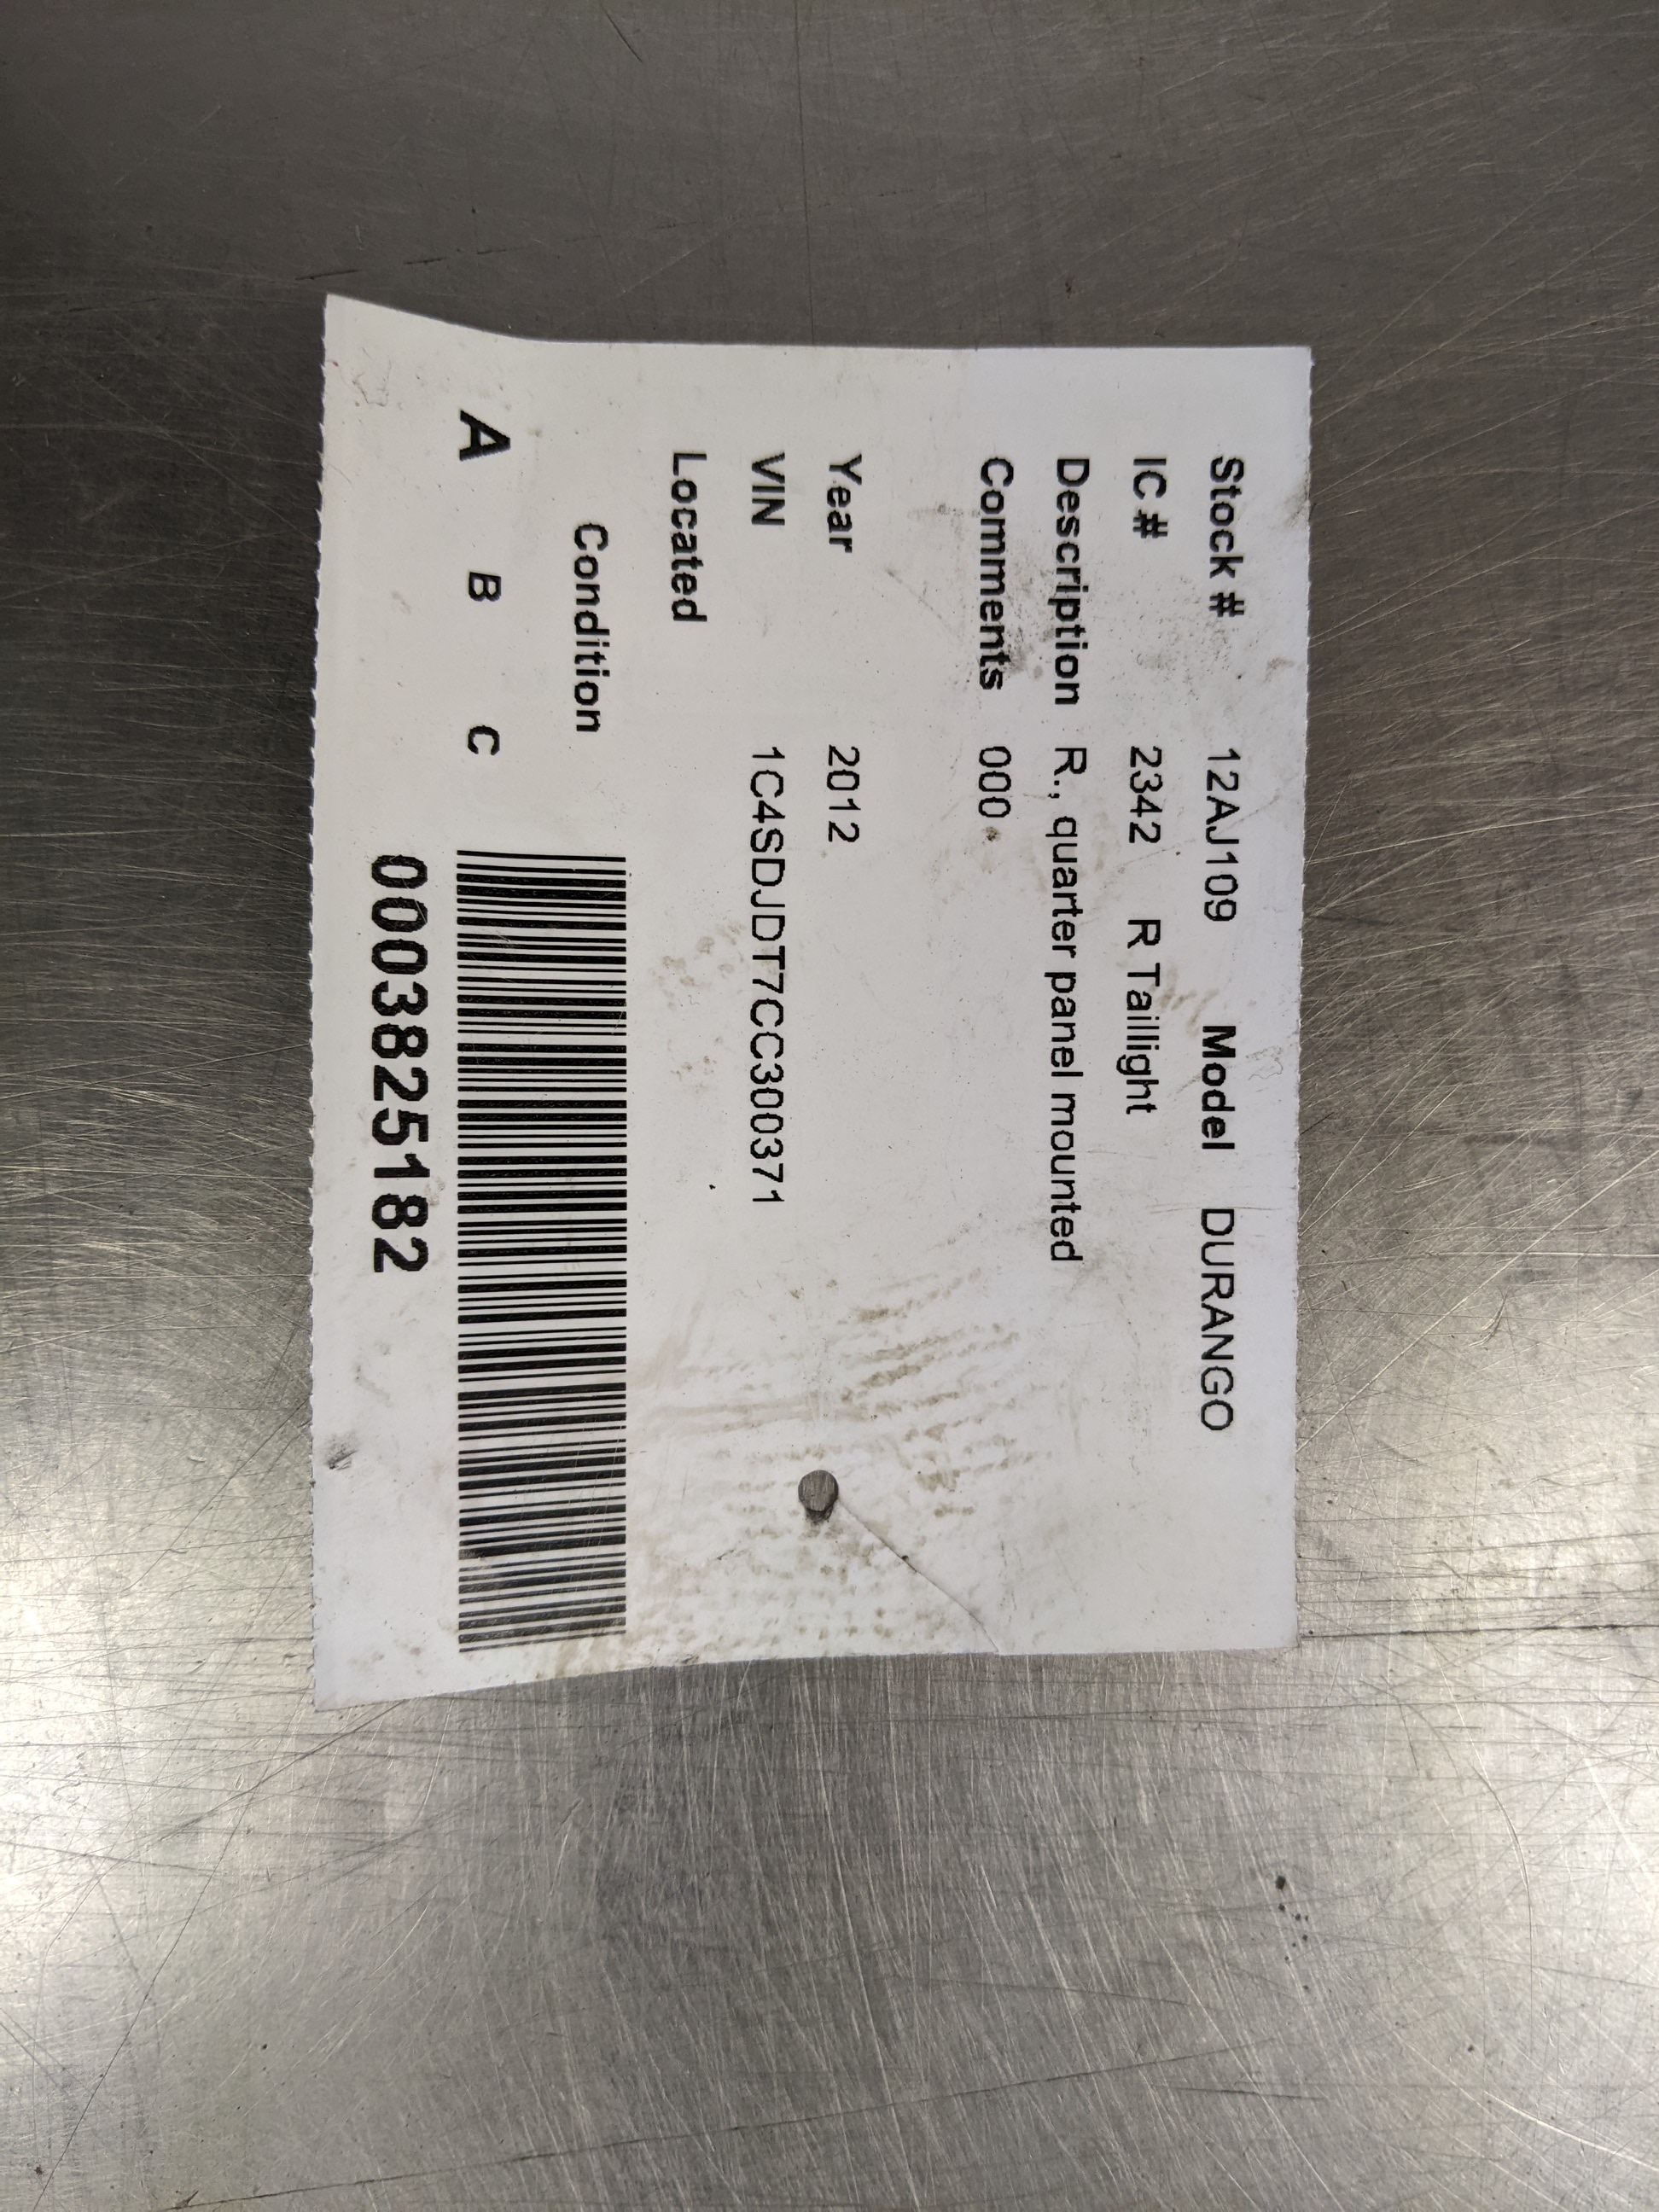 Stock # 12AJ109 Model DURANGO
IC # 2342 R Taillight
Description R., quarter panel mounted
Comments 000
Year 2012
VIN 1C4SDJDT7CC300371
Located
Condition
A B C
0003825182